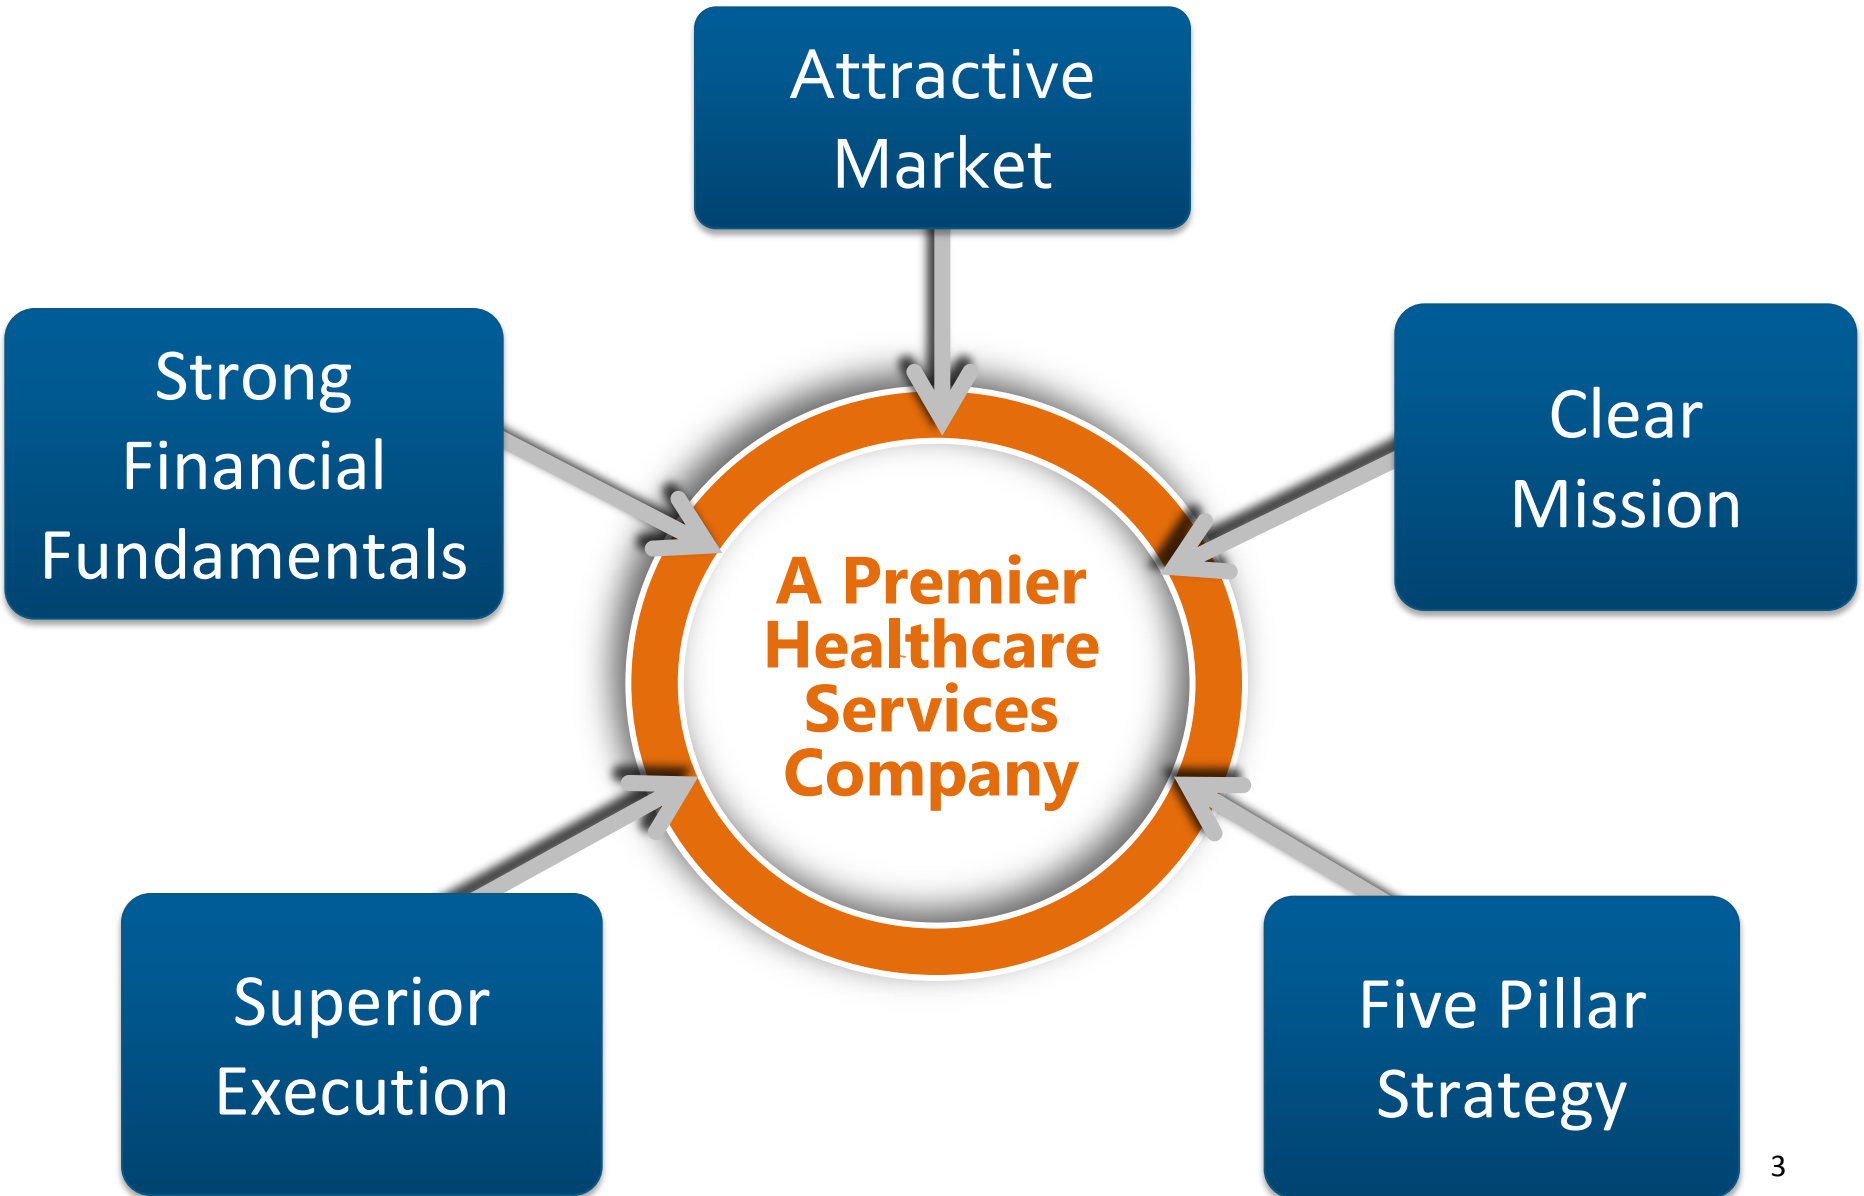 Attractive
Market
Strong
Financial
Fundamentals
Clear
Mission
A Premier
Healthcare
Services
Company
Superior
Execution
Five Pillar
Strategy
3